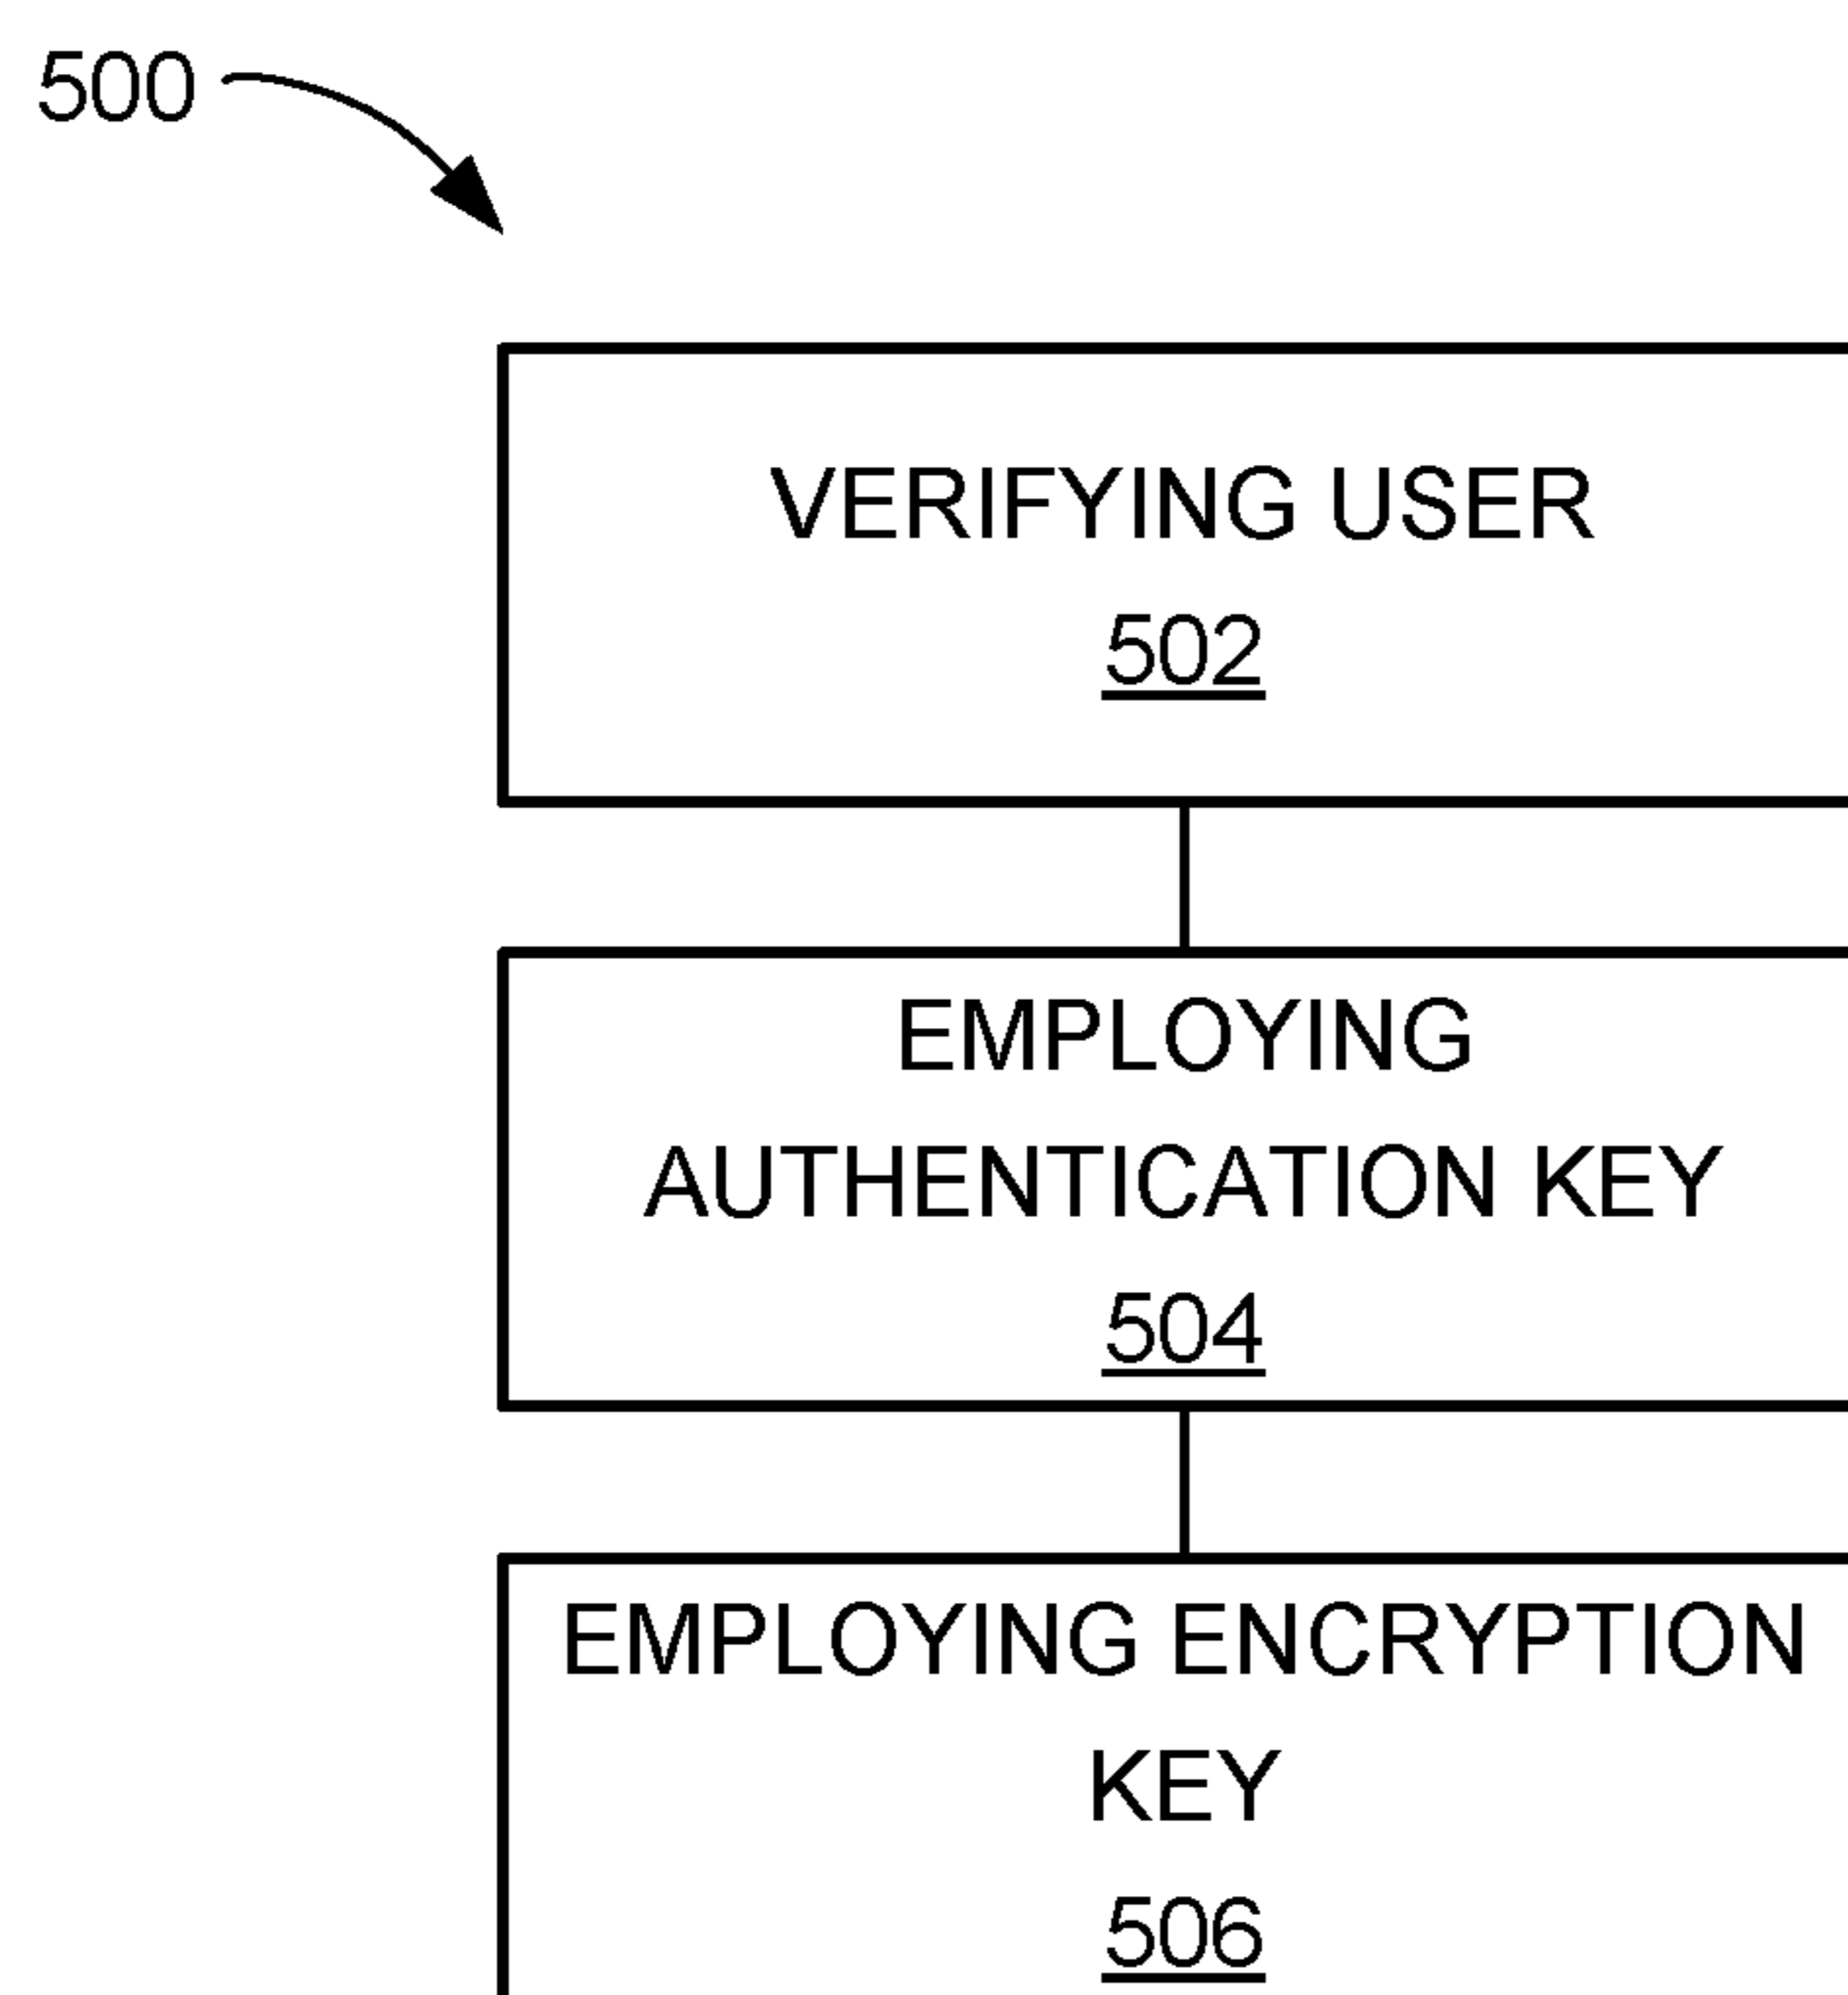 500
VERIFYING USER
502
EMPLOYING
AUTHENTICATION KEY
504
EMPLOYING ENCRYPTION
KEY
506